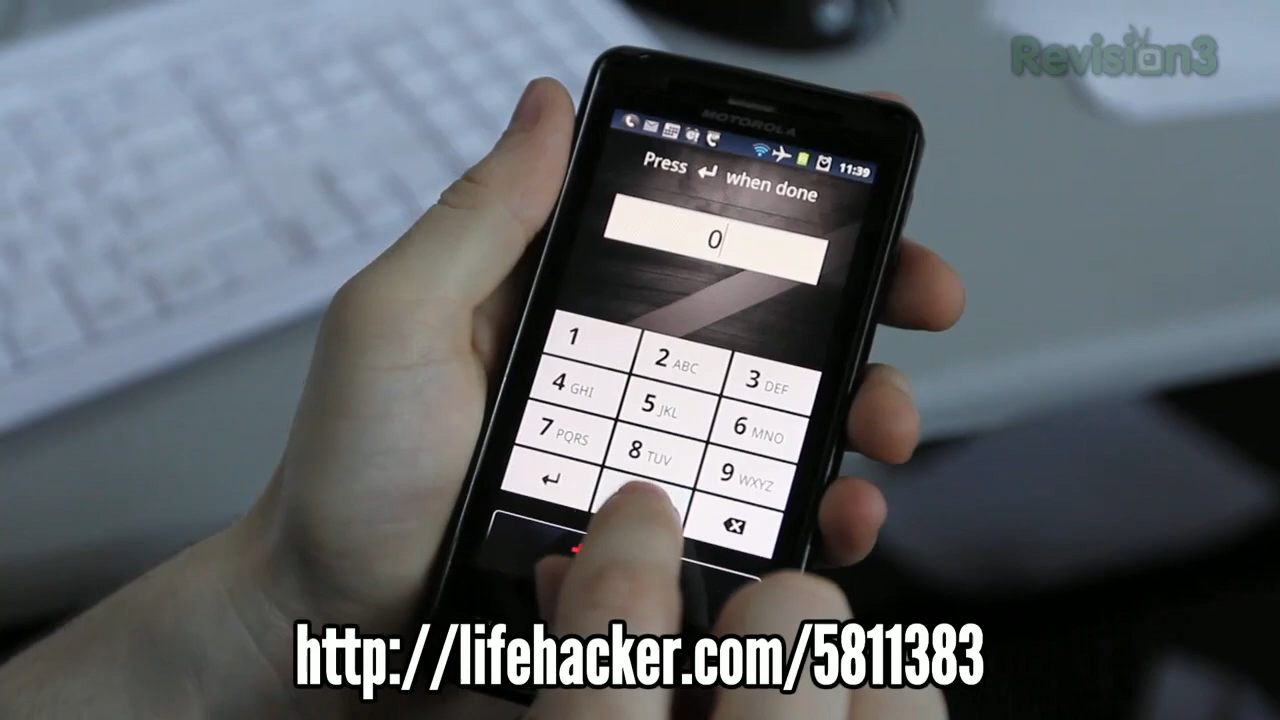 Revision3
MOTOROLA
11:39
Press ↵ when done
0
1
2 ABC
3 DEF
4 GHI
5 JKL
6 MNO
7 PQRS
8 TUV
9 WXYZ
http://lifehacker.com/5811383